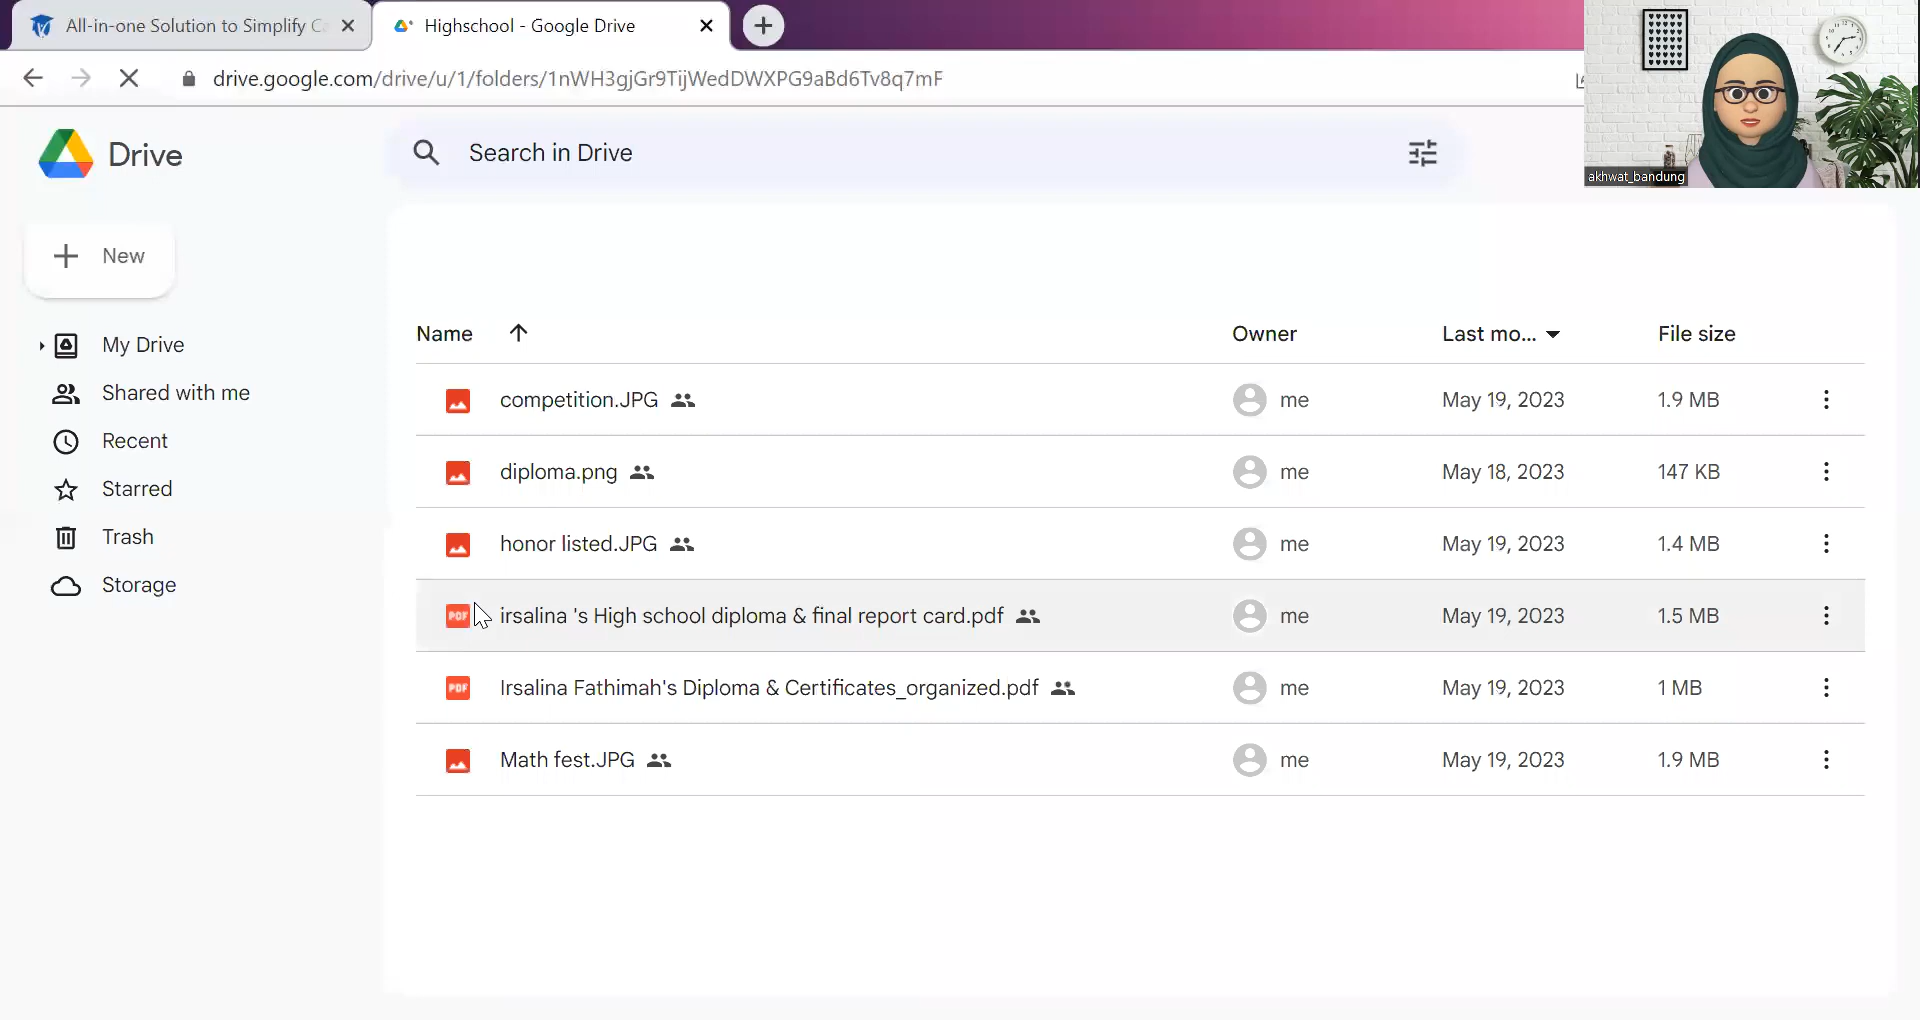 All-in-one Solution to Simplify C
Highschool - Google Drive
drive.google.com/drive/u/1/folders/1nWH3gjGr9TijWedDWXPG9aBd6Tv8q7mF
akhwat_bandung
Drive
Search in Drive
New
My Drive
Shared with me
Recent
Starred
Trash
Storage
Name Owner Last mo... File size
competition.JPG me May 19, 2023 1.9 MB
diploma.png me May 18, 2023 147 KB
honor listed.JPG me May 19, 2023 1.4 MB
PDF irsalina 's High school diploma & final report card.pdf me May 19, 2023 1.5 MB
PDF Irsalina Fathimah's Diploma & Certificates_organized.pdf me May 19, 2023 1 MB
Math fest.JPG me May 19, 2023 1.9 MB